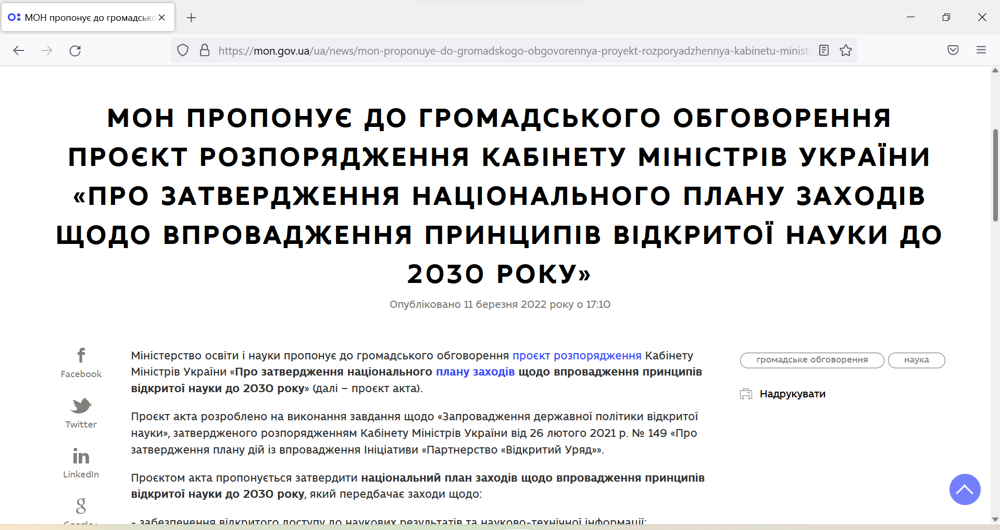 МОН пропонує до громадсько
https://mon.gov.ua/ua/news/mon-proponuye-do-gromadskogo-obgovorennya-proyekt-rozporyadzhennya-kabinetu-ministr
МОН ПРОПОНУЄ ДО ГРОМАДСЬКОГО ОБГОВОРЕННЯ
ПРОЄКТ РОЗПОРЯДЖЕННЯ КАБІНЕТУ МІНІСТРІВ УКРАЇНИ
«ПРО ЗАТВЕРДЖЕННЯ НАЦІОНАЛЬНОГО ПЛАНУ ЗАХОДІВ
ЩОДО ВПРОВАДЖЕННЯ ПРИНЦИПІВ ВІДКРИТОЇ НАУКИ ДО
2030 РОКУ»
Опубліковано 11 березня 2022 року о 17:10
Facebook
Twitter
LinkedIn
Google+
Міністерство освіти і науки пропонує до громадського обговорення проєкт розпорядження Кабінету
Міністрів України «Про затвердження національного плану заходів щодо впровадження принципів
відкритої науки до 2030 року» (далі – проєкт акта).
Проєкт акта розроблено на виконання завдання щодо «Запровадження державної політики відкритої
науки», затвердженого розпорядженням Кабінету Міністрів України від 26 лютого 2021 р. № 149 «Про
затвердження плану дій із впровадження Ініціативи «Партнерство «Відкритий Уряд»».
Проєктом акта пропонується затвердити національний план заходів щодо впровадження принципів
відкритої науки до 2030 року, який передбачає заходи щодо:
- забезпечення відкритого доступу до наукових результатів та науково-технічної інформації;
громадське обговорення
наука
Надрукувати